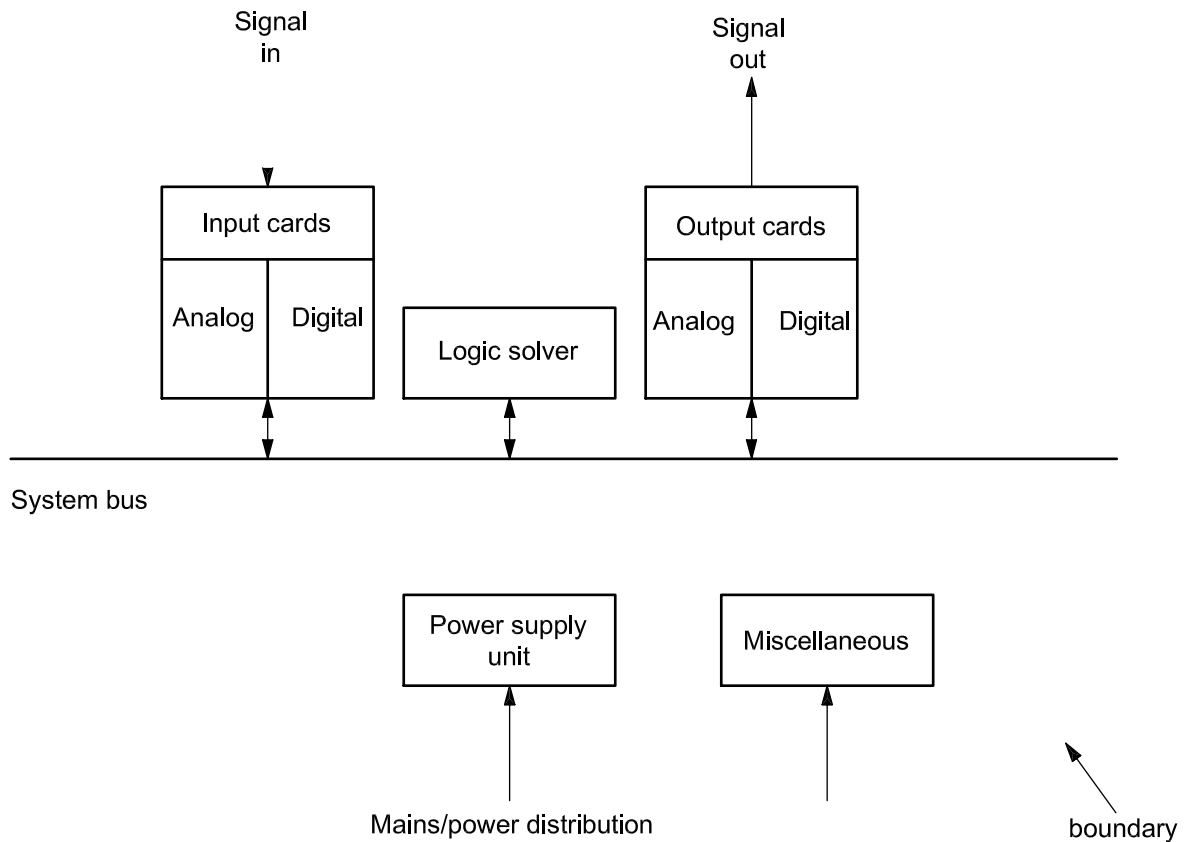 Signal
in
Signal
out
Input cards
Output cards
Analog
Digital
Logic solver
Analog
Digital
System bus
Power supply
unit
Miscellaneous
Mains/power distribution
boundary